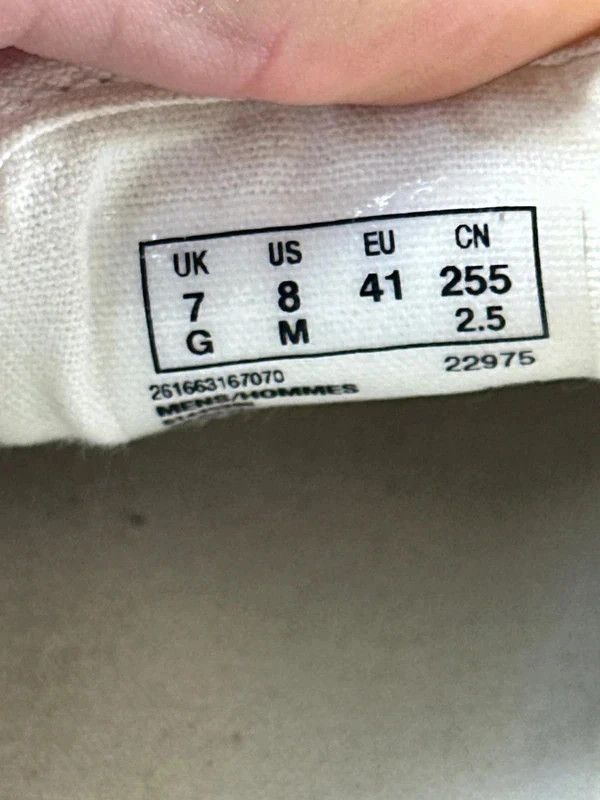 UK US EU CN
7 8 41 255
G M 2.5
261663167070 22975
MENS/HOMMES